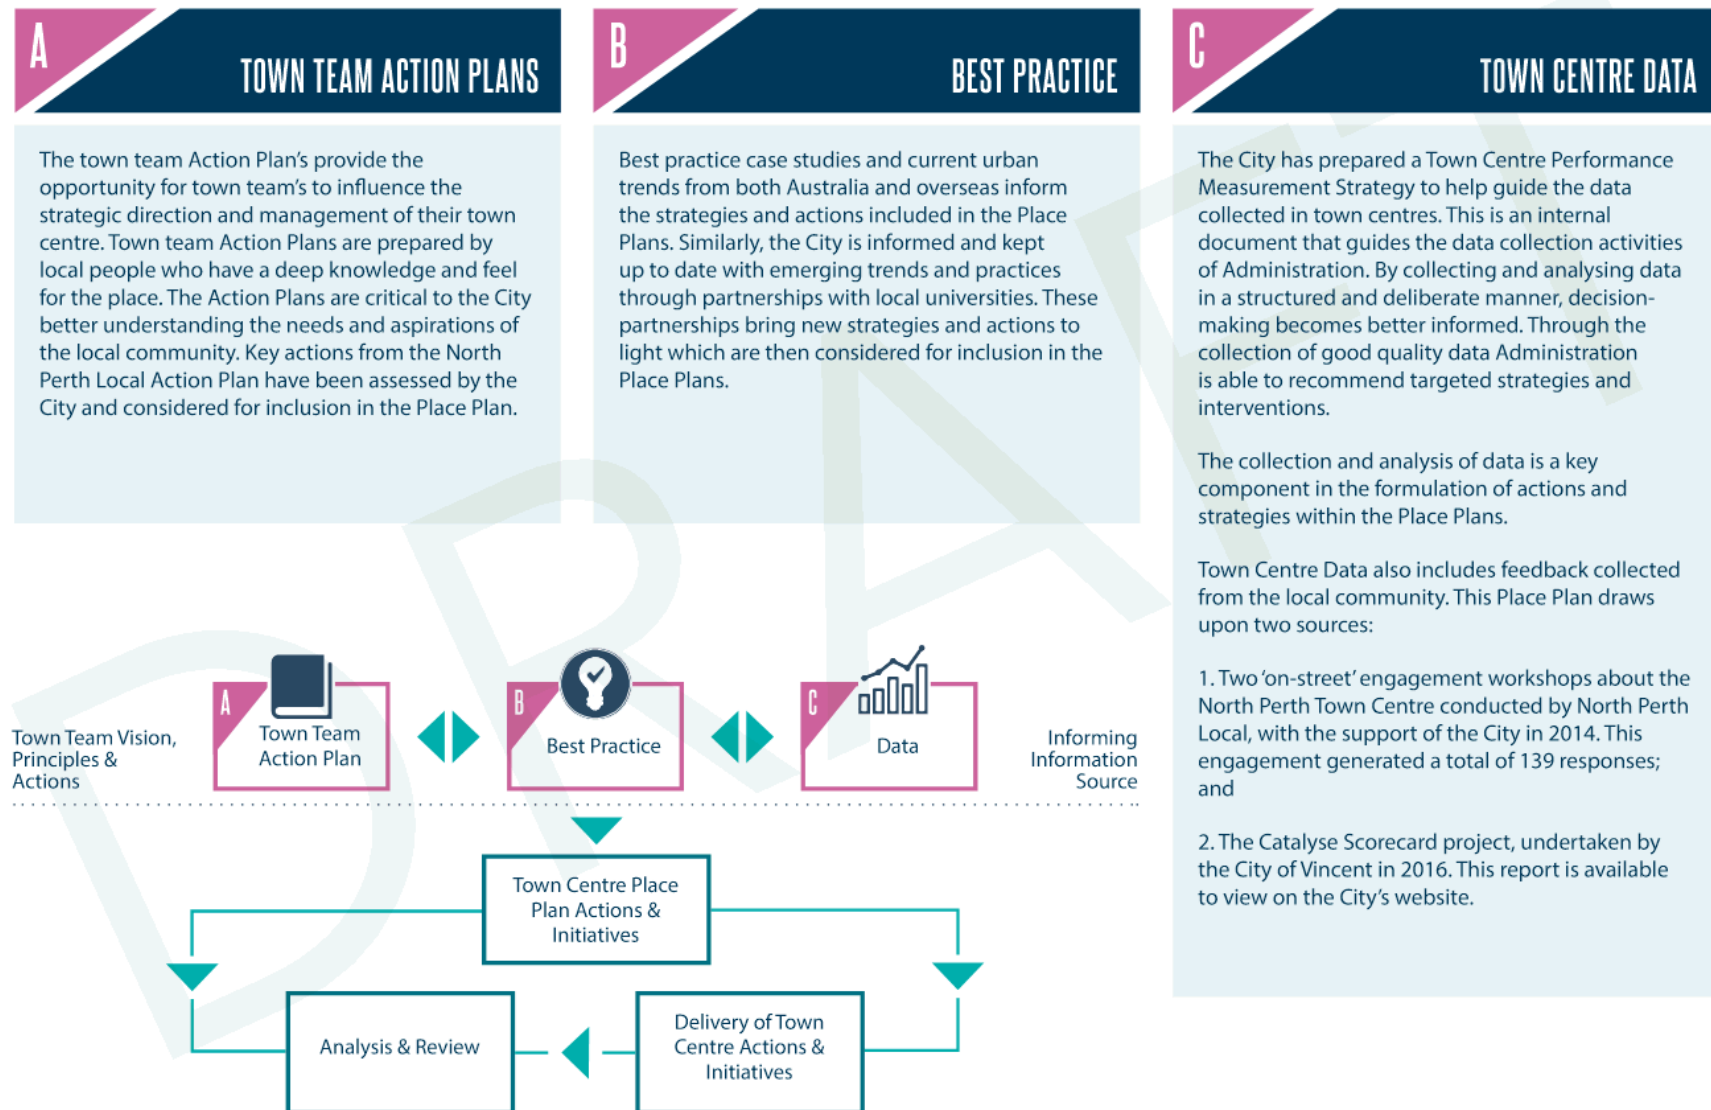 A
TOWN TEAM ACTION PLANS
The town team Action Plan's provide the
opportunity for town team's to influence the
strategic direction and management of their town
centre. Town team Action Plans are prepared by
local people who have a deep knowledge and feel
for the place. The Action Plans are critical to the City
better understanding the needs and aspirations of
the local community. Key actions from the North
Perth Local Action Plan have been assessed by the
City and considered for inclusion in the Place Plan.
B
BEST PRACTICE
Best practice case studies and current urban
trends from both Australia and overseas inform
the strategies and actions included in the Place
Plans. Similarly, the City is informed and kept
up to date with emerging trends and practices
through partnerships with local universities. These
partnerships bring new strategies and actions to
light which are then considered for inclusion in the
Place Plans.
C
TOWN CENTRE DATA
The City has prepared a Town Centre Performance
Measurement Strategy to help guide the data
collected in town centres. This is an internal
document that guides the data collection activities
of Administration. By collecting and analysing data
in a structured and deliberate manner, decision-
making becomes better informed. Through the
collection of good quality data Administration
is able to recommend targeted strategies and
interventions.
The collection and analysis of data is a key
component in the formulation of actions and
strategies within the Place Plans.
Town Centre Data also includes feedback collected
from the local community. This Place Plan draws
upon two sources:
1. Two 'on-street' engagement workshops about the
North Perth Town Centre conducted by North Perth
Local, with the support of the City in 2014. This
engagement generated a total of 139 responses;
and
2. The Catalyse Scorecard project, undertaken by
the City of Vincent in 2016. This report is available
to view on the City's website.
Town Team Vision,
Principles &
Actions
A
Town Team
Action Plan
B
Best Practice
C
Data
Informing
Information
Source
Town Centre Place
Plan Actions &
Initiatives
Analysis & Review
Delivery of Town
Centre Actions &
Initiatives
DRAFT